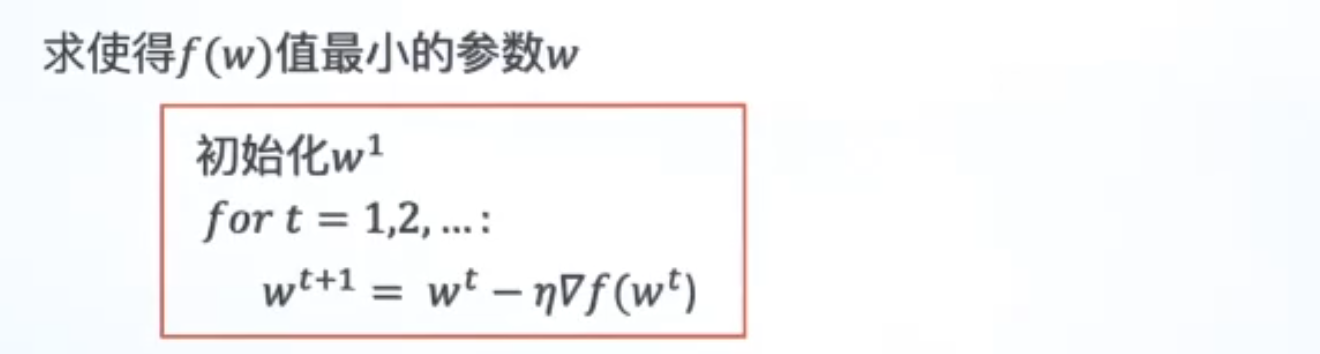 求使得f(w)值最小的参数w
初始化w¹
for t = 1,2, …:
wᵗ⁺¹ = wᵗ − η∇f(wᵗ)